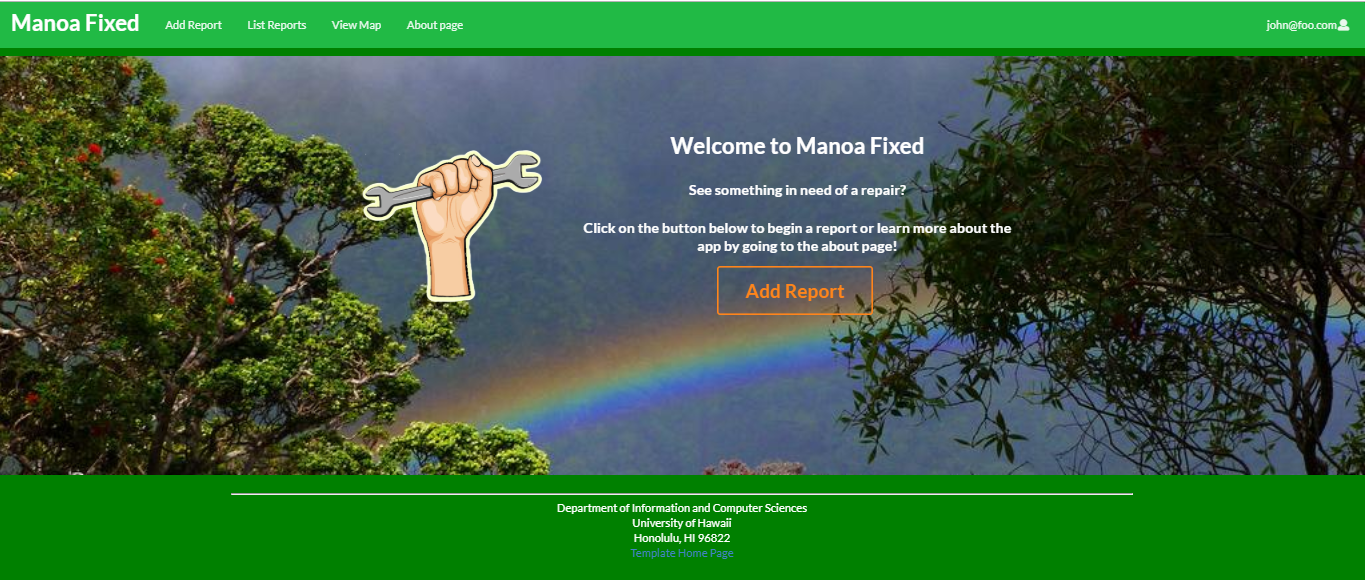 Manoa Fixed
Add Report
List Reports
View Map
About page
john@foo.com
Welcome to Manoa Fixed
See something in need of a repair?
Click on the button below to begin a report or learn more about the
app by going to the about page!
Add Report
Department of Information and Computer Sciences
University of Hawaii
Honolulu, HI 96822
Template Home Page